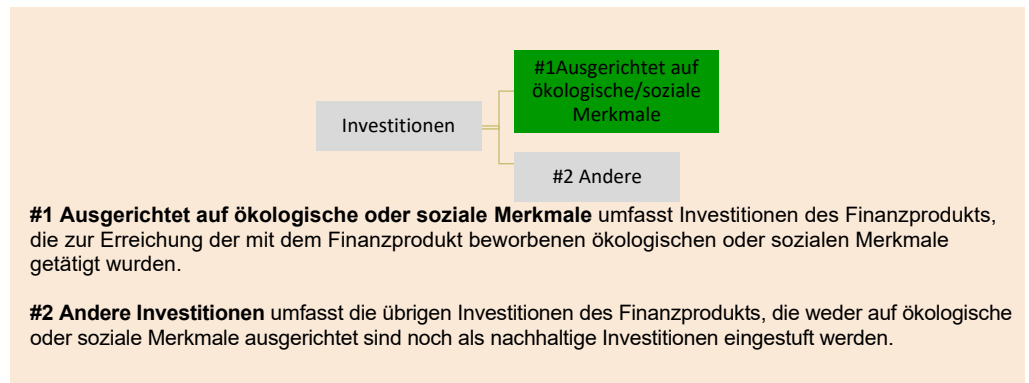 #1Ausgerichtet auf
ökologische/soziale
Merkmale
Investitionen
#2 Andere
#1 Ausgerichtet auf ökologische oder soziale Merkmale umfasst Investitionen des Finanzprodukts,
die zur Erreichung der mit dem Finanzprodukt beworbenen ökologischen oder sozialen Merkmale
getätigt wurden.
#2 Andere Investitionen umfasst die übrigen Investitionen des Finanzprodukts, die weder auf ökologische
oder soziale Merkmale ausgerichtet sind noch als nachhaltige Investitionen eingestuft werden.